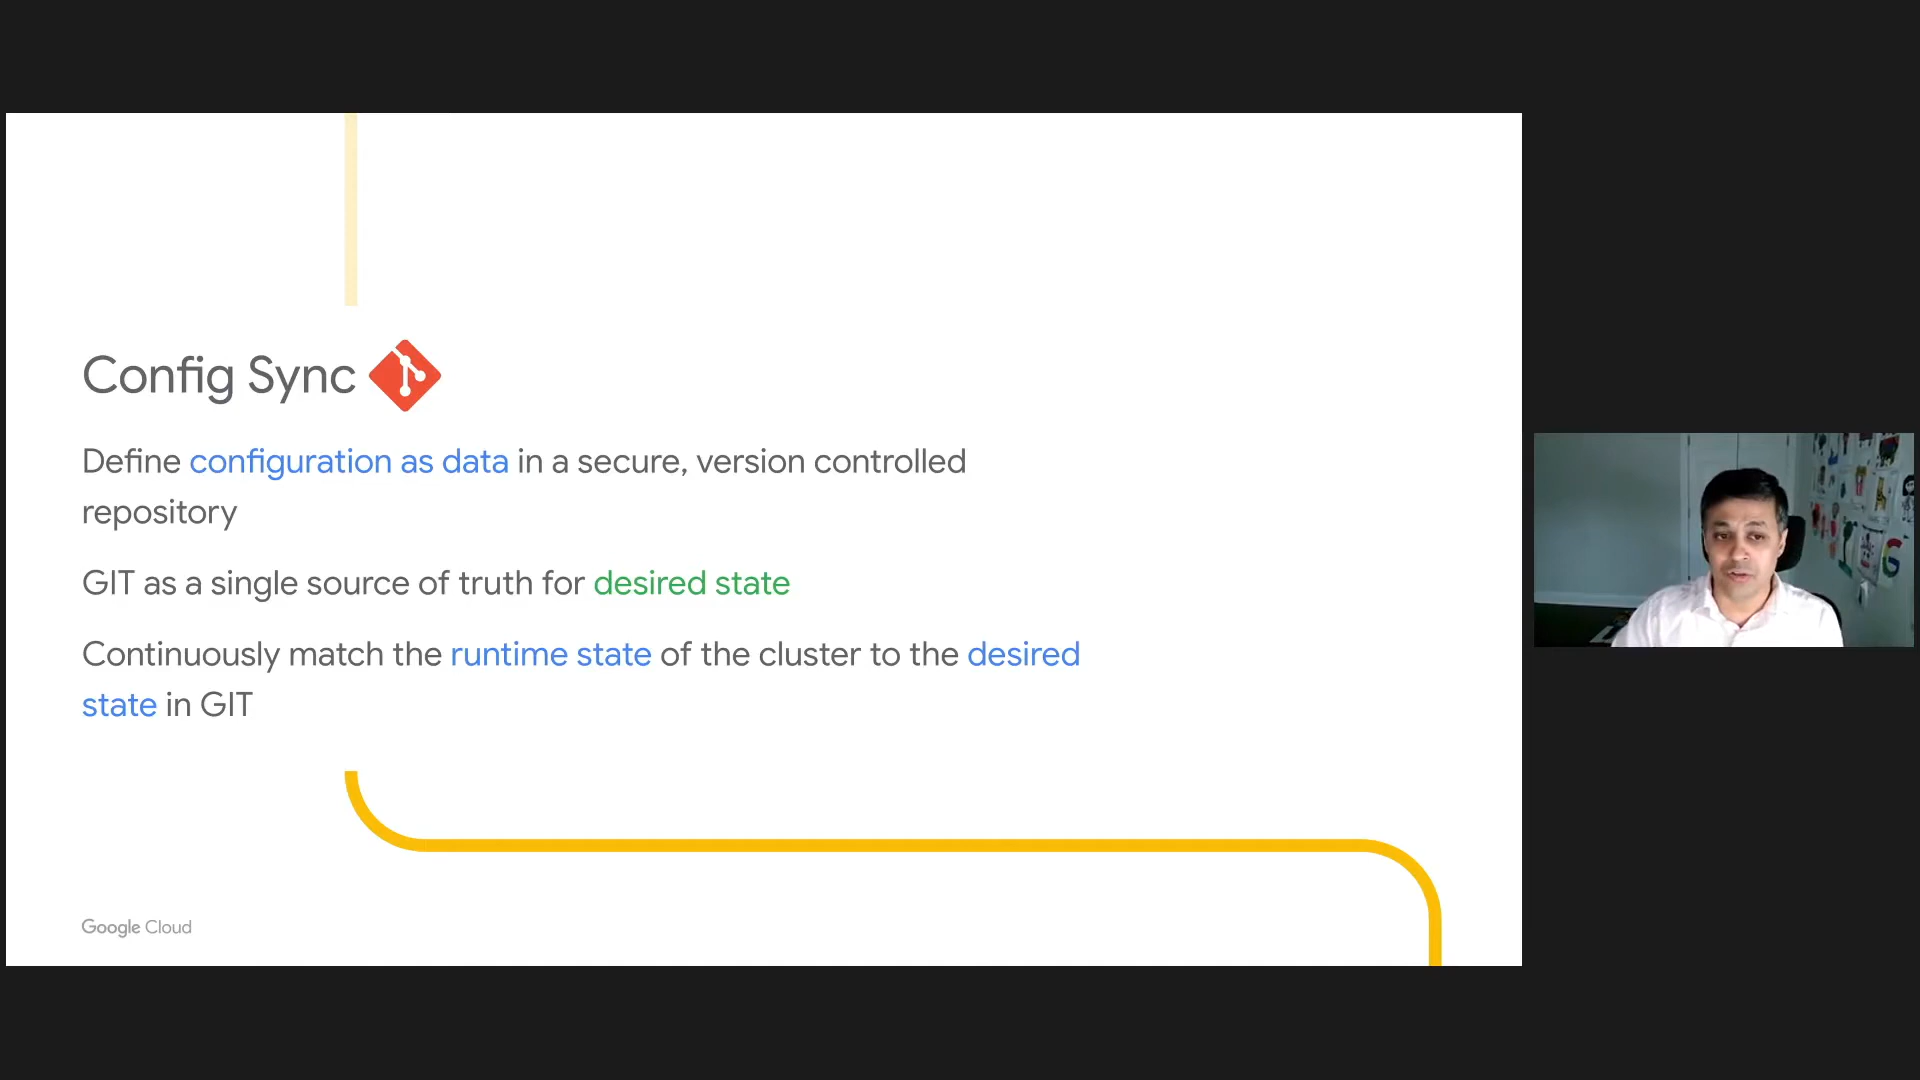 Config Sync
Define configuration as data in a secure, version controlled
repository
GIT as a single source of truth for desired state
Continuously match the runtime state of the cluster to the desired
state in GIT
Google Cloud